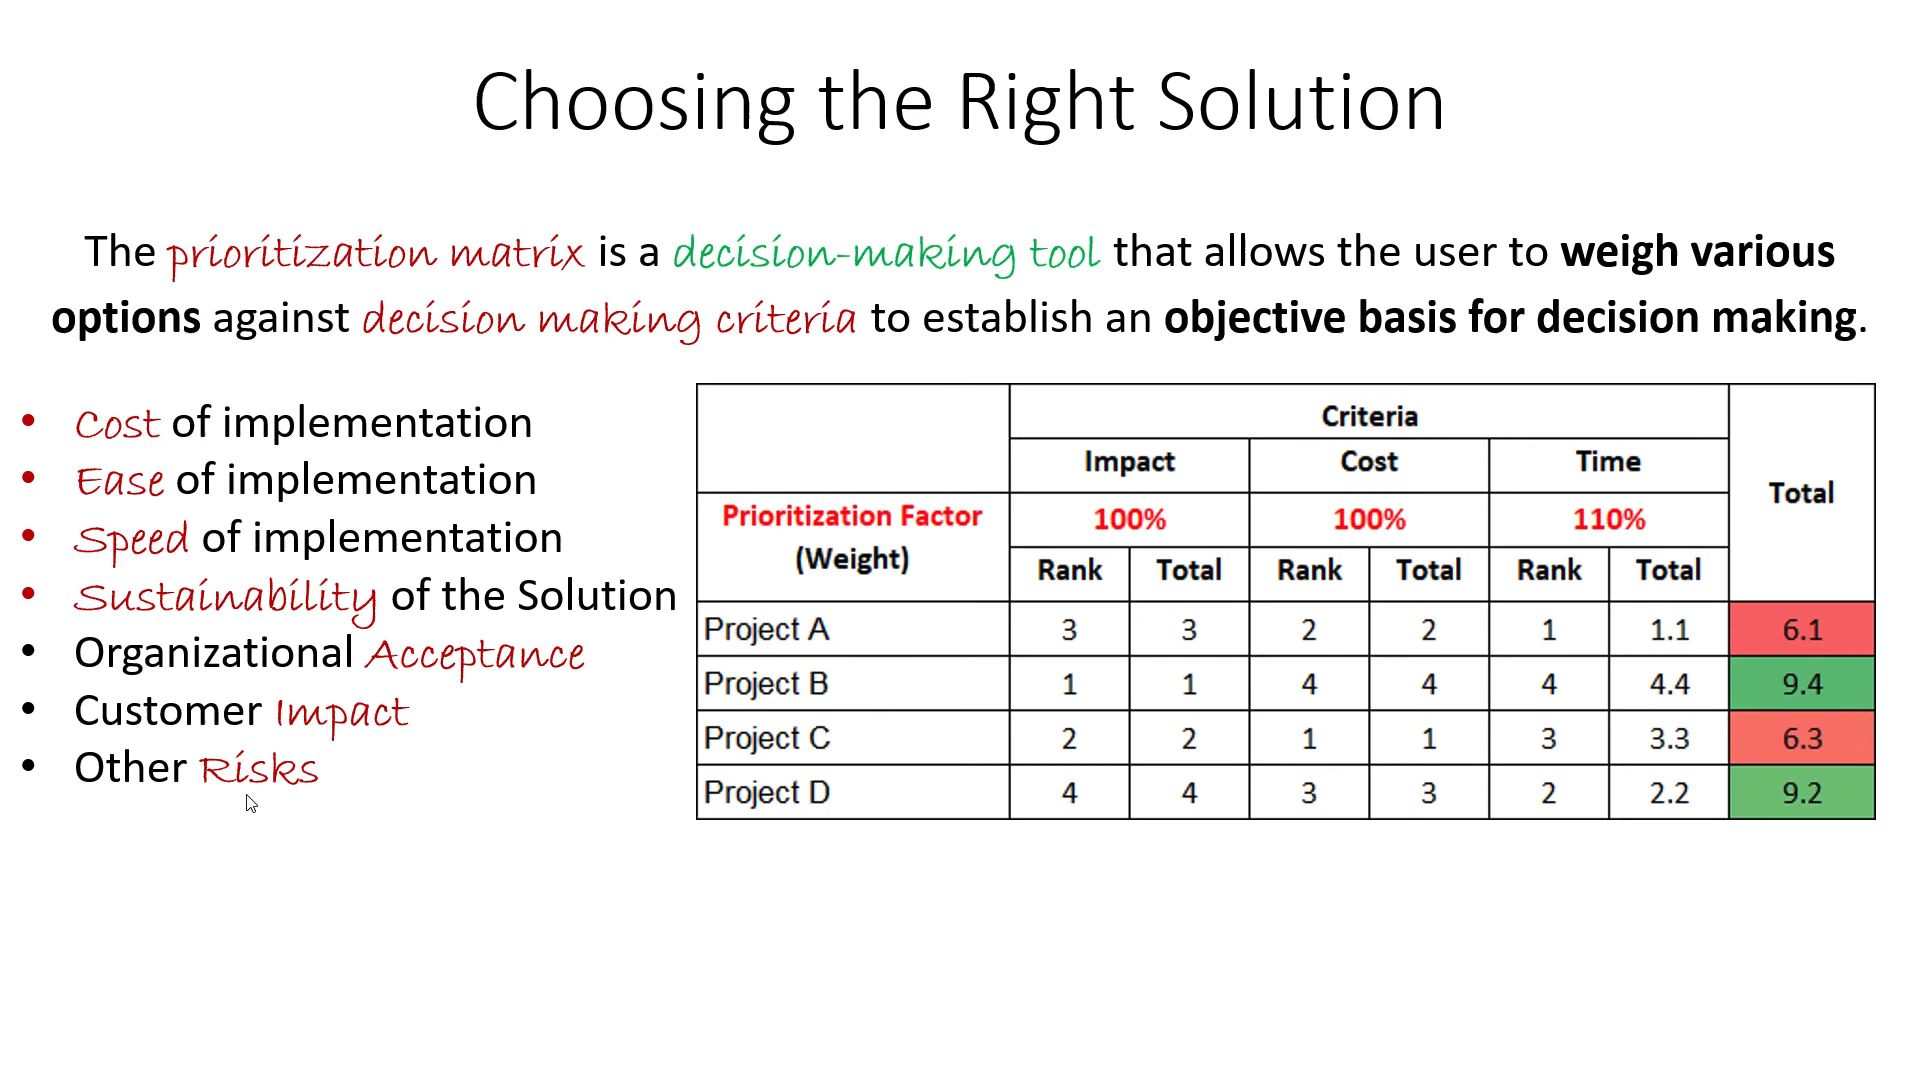 Choosing the Right Solution
The prioritization matrix is a decision-making tool that allows the user to weigh various
options against decision making criteria to establish an objective basis for decision making.
• Cost of implementation
• Ease of implementation
• Speed of implementation
• Sustainability of the Solution
• Organizational Acceptance
• Customer Impact
• Other Risks
Criteria
Impact Cost Time
Total
Prioritization Factor 100% 100% 110%
(Weight)
Rank Total Rank Total Rank Total
Project A 3 3 2 2 1 1.1 6.1
Project B 1 1 4 4 4 4.4 9.4
Project C 2 2 1 1 3 3.3 6.3
Project D 4 4 3 3 2 2.2 9.2